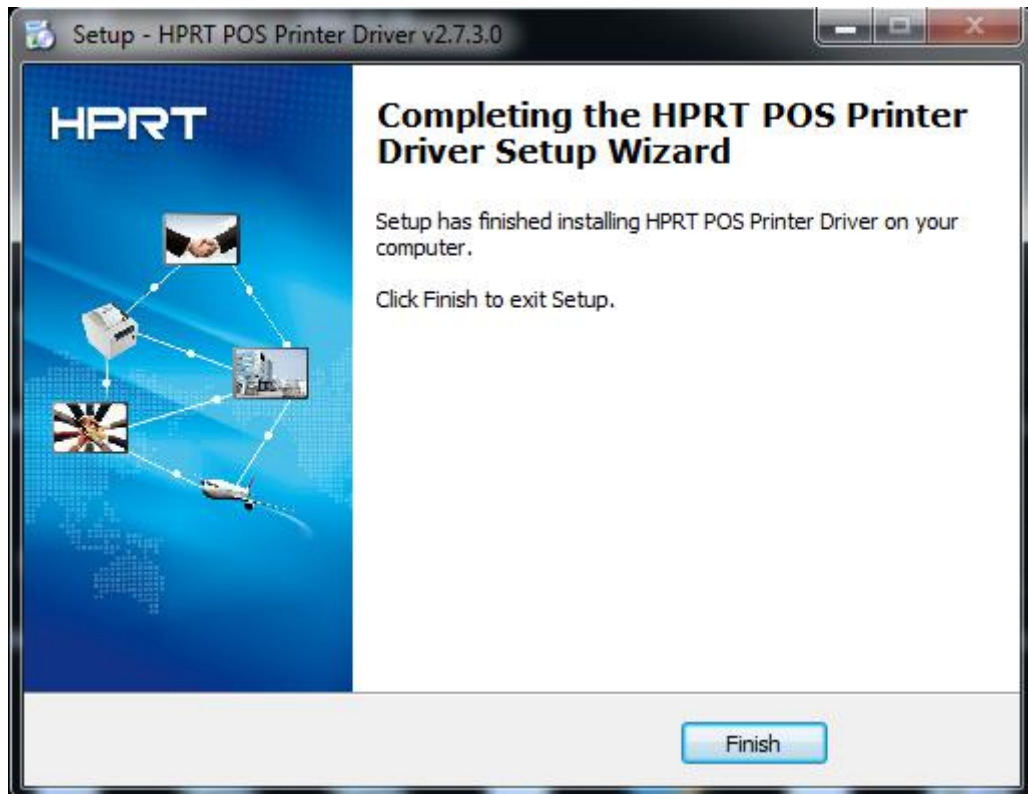 Setup - HPRT POS Printer Driver v2.7.3.0
HPRT
Completing the HPRT POS Printer
Driver Setup Wizard
Setup has finished installing HPRT POS Printer Driver on your
computer.
Click Finish to exit Setup.
Finish